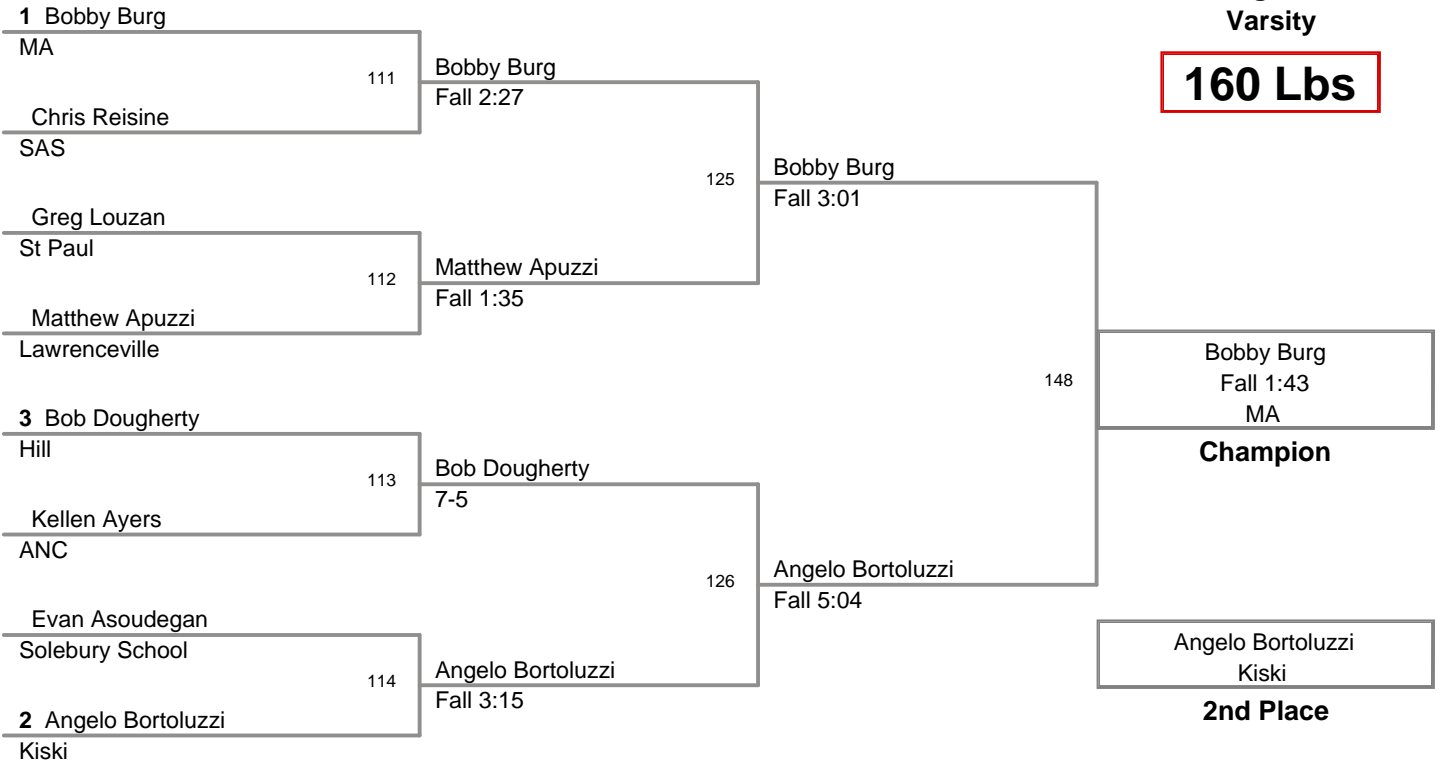 Varsity
160 Lbs
1 Bobby Burg
MA
111
Chris Reisine
SAS
Bobby Burg
Fall 2:27
Greg Louzan
St Paul
112
Matthew Apuzzi
Lawrenceville
Matthew Apuzzi
Fall 1:35
125
Bobby Burg
Fall 3:01
3 Bob Dougherty
Hill
113
Kellen Ayers
ANC
Bob Dougherty
7-5
Evan Asoudegan
Solebury School
114
2 Angelo Bortoluzzi
Kiski
Angelo Bortoluzzi
Fall 3:15
126
Angelo Bortoluzzi
Fall 5:04
148
Bobby Burg
Fall 1:43
MA
Champion
Angelo Bortoluzzi
Kiski
2nd Place